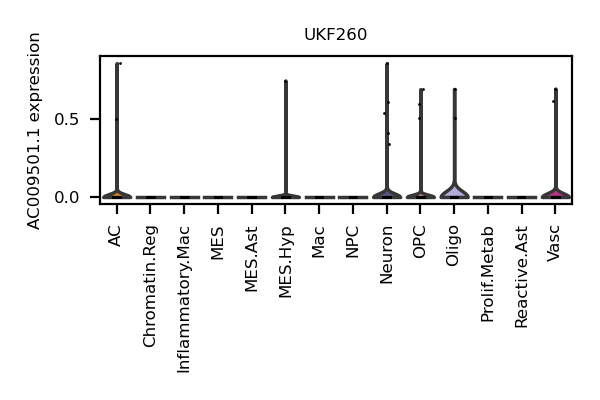 UKF260
AC009501.1 expression
0.5
0.0
AC
Chromatin.Reg
Inflammatory.Mac
MES
MES.Ast
MES.Hyp
Mac
NPC
Neuron
OPC
Oligo
Prolif.Metab
Reactive.Ast
Vasc